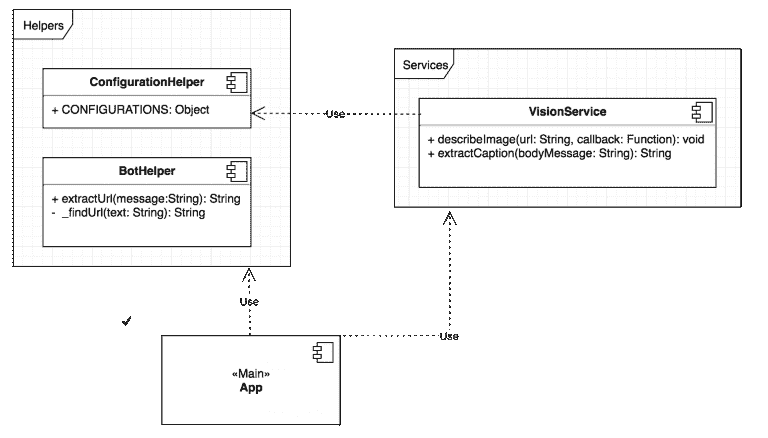 Helpers
ConfigurationHelper
+ CONFIGURATIONS: Object
BotHelper
+ extractUrl(message:String): String
- _findUrl(text: String): String
Services
VisionService
+ describeImage(url: String, callback: Function): void
+ extractCaption(bodyMessage: String): String
Use
Use
Use
«Main»
App